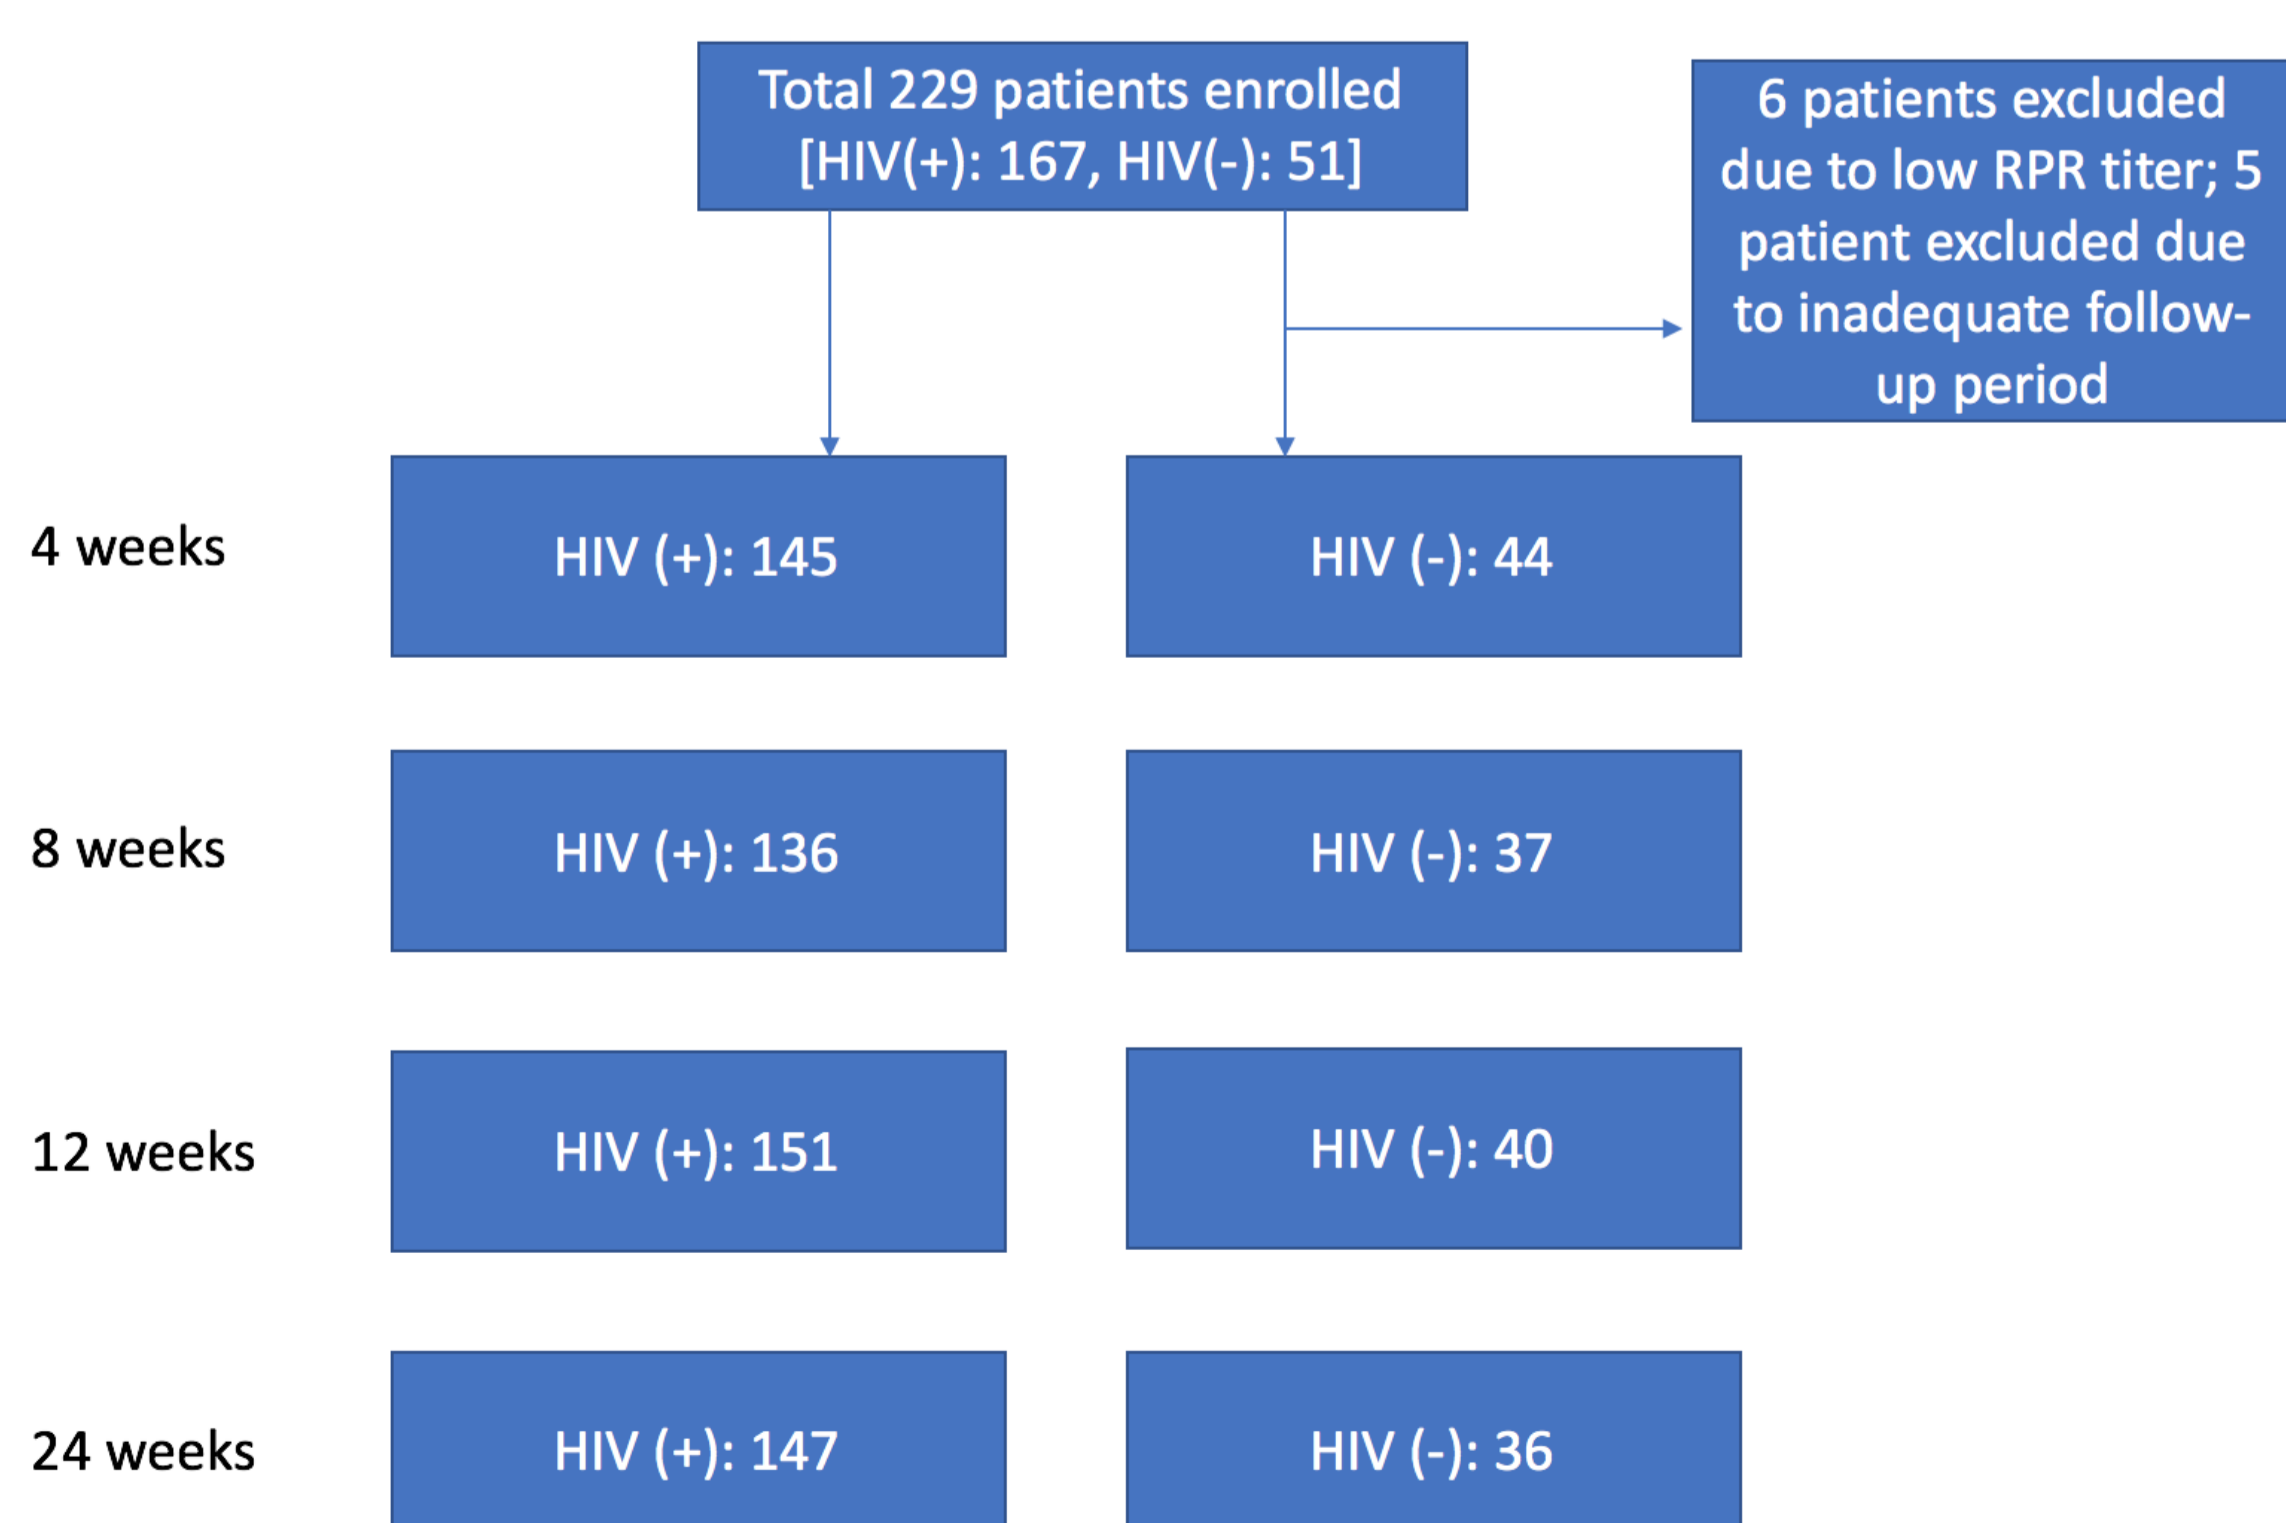 Total 229 patients enrolled
[HIV(+): 167, HIV(-): 51]
6 patients excluded
due to low RPR titer; 5
patient excluded due
to inadequate follow-
up period
4 weeks
HIV (+): 145
HIV (-): 44
8 weeks
HIV (+): 136
HIV (-): 37
12 weeks
HIV (+): 151
HIV (-): 40
24 weeks
HIV (+): 147
HIV (-): 36